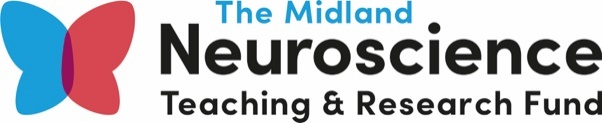 The Midland
Neuroscience
Teaching & Research Fund